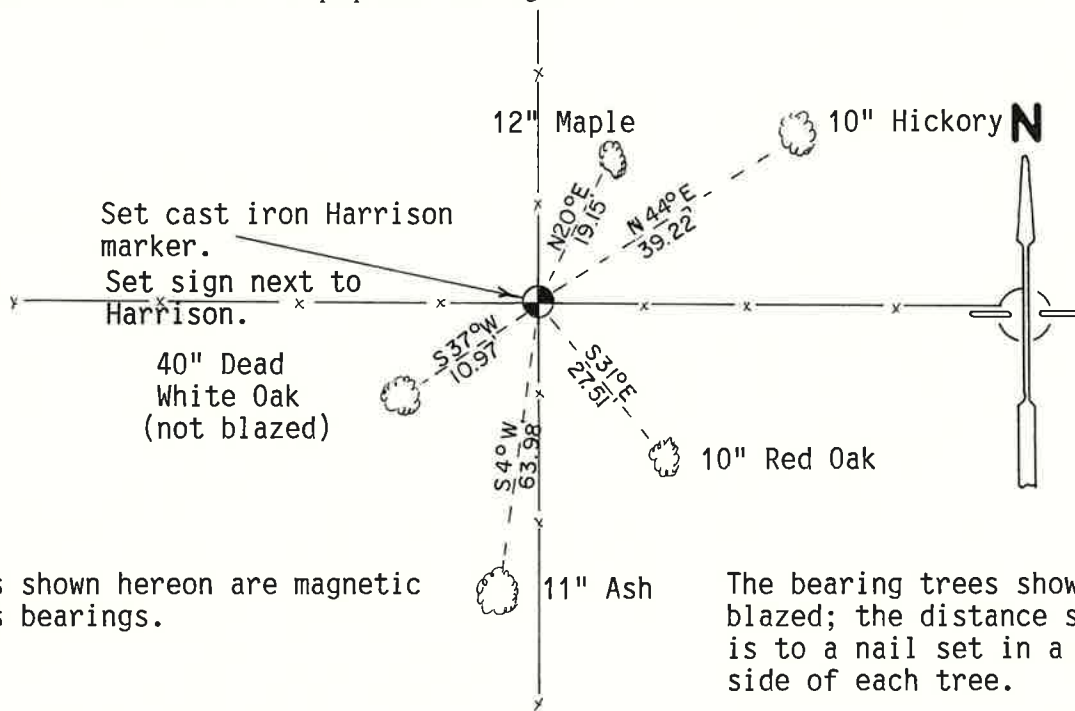 12" Maple
10" Hickory
N
N20°E
19.15'
N 44°E
39.22'
Set cast iron Harrison
marker.
Set sign next to
Harrison.
40" Dead
White Oak
(not blazed)
S37°W
10.97'
S31°E
27.51'
S4°W
63.98'
10" Red Oak
11" Ash
shown hereon are magnetic
bearings.
The bearing trees
blazed; the distance
is to a nail set in a
side of each tree.